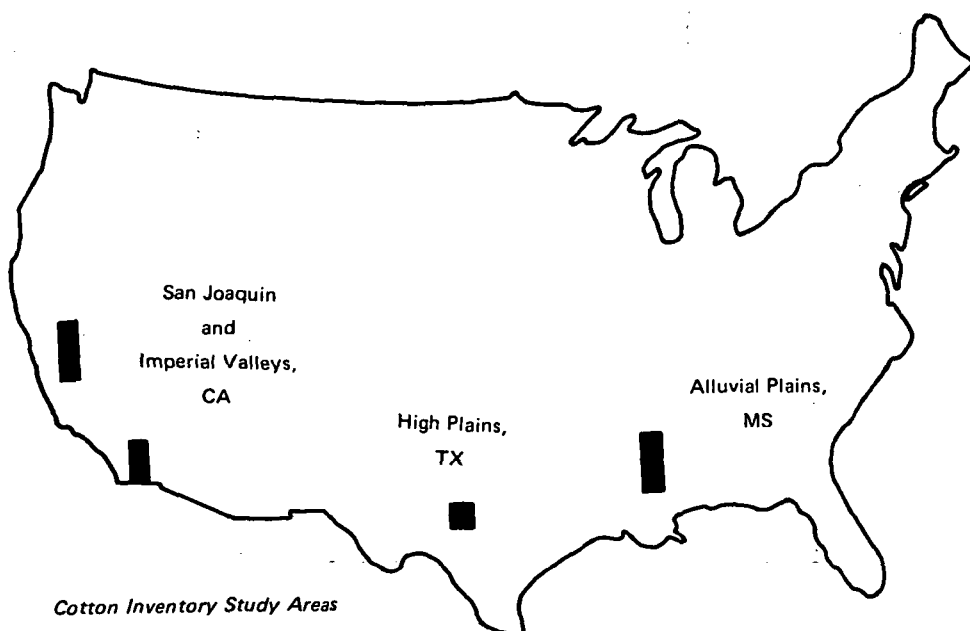 San Joaquin
and
Imperial Valleys,
CA
High Plains,
TX
Alluvial Plains,
MS
Cotton Inventory Study Areas